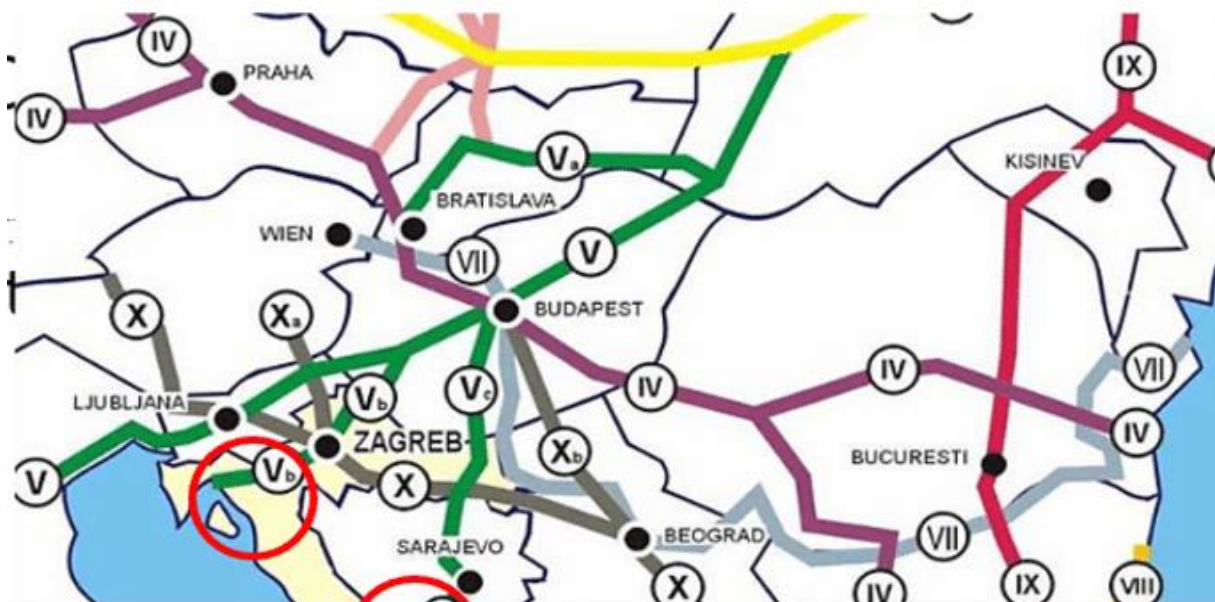 IV
PRAHA
IX
IV
Va
KISINEV
BRATISLAVA
WIEN
VII
V
BUDAPEST
X
Xa
VII
IV
IV
Vb
Vc
LJUBLJANA
IV
ZAGREB
Xb
BUCURESTI
V
Vb
X
BEOGRAD
VII
SARAJEVO
X
IV
IX
VIII